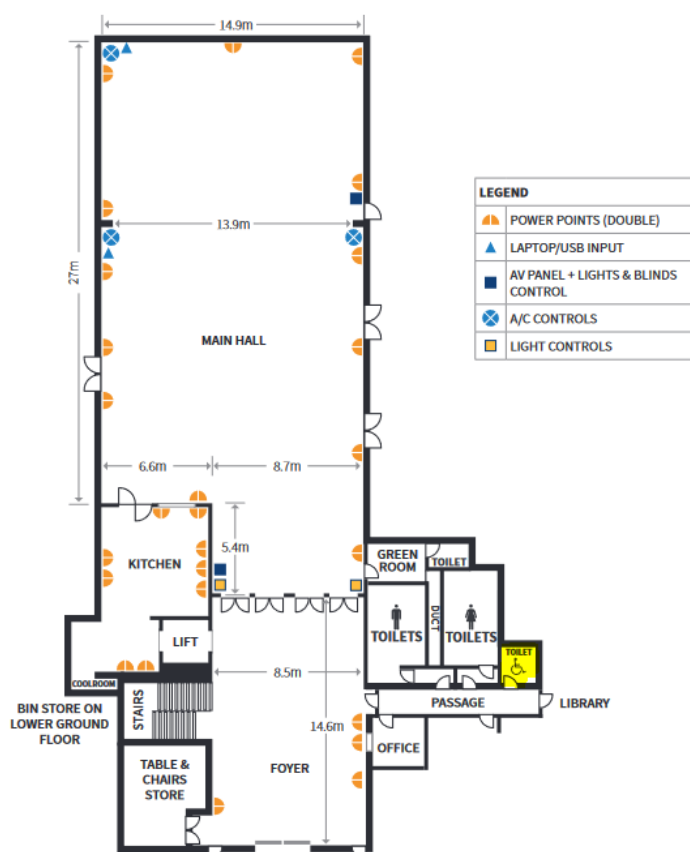 14.9m
13.9m
27m
MAIN HALL
6.6m
8.7m
5.4m
KITCHEN
GREEN
ROOM
TOILET
DUCT
TOILETS
TOILETS
TOILET
LIFT
COOLROOM
8.5m
BIN STORE ON
LOWER GROUND
FLOOR
STAIRS
14.6m
PASSAGE
LIBRARY
OFFICE
TABLE &
CHAIRS
STORE
FOYER
LEGEND
POWER POINTS (DOUBLE)
LAPTOP/USB INPUT
AV PANEL + LIGHTS & BLINDS
CONTROL
A/C CONTROLS
LIGHT CONTROLS